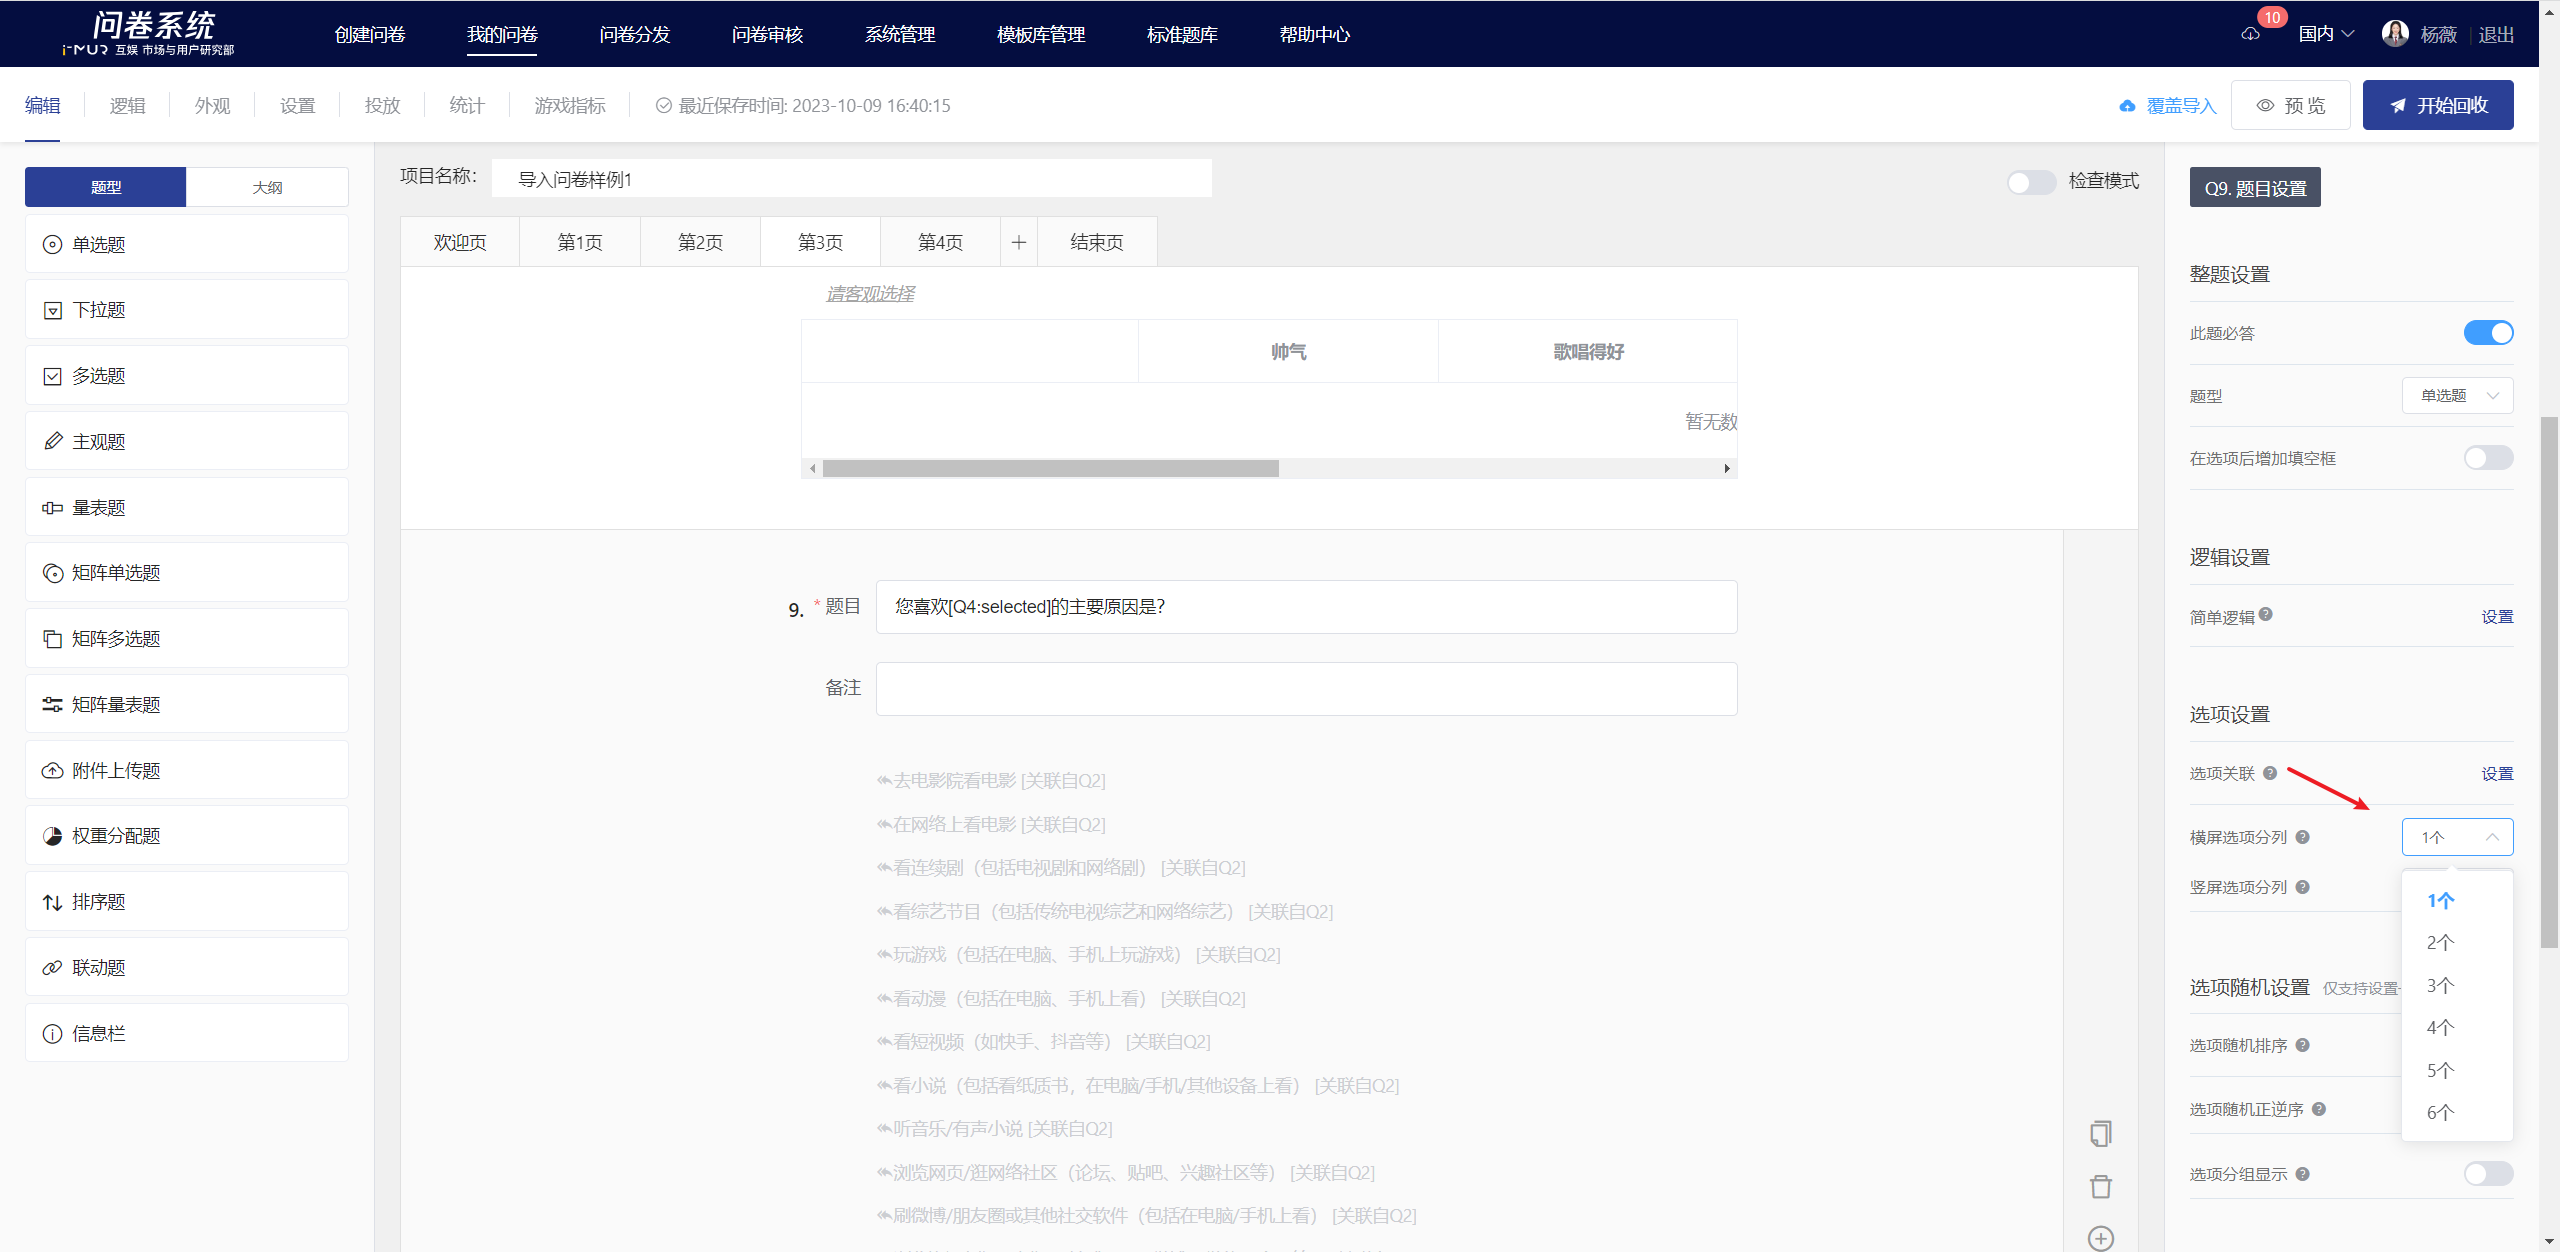 问卷系统
i-MUR 互娱 市场与用户研究部
创建问卷
我的问卷
问卷分发
问卷审核
系统管理
模板库管理
标准题库
帮助中心
10
国内
杨薇
退出
编辑
逻辑
外观
设置
投放
统计
游戏指标
最近保存时间: 2023-10-09 16:40:15
覆盖导入
预 览
开始回收
题型
大纲
单选题
下拉题
多选题
主观题
量表题
矩阵单选题
矩阵多选题
矩阵量表题
附件上传题
权重分配题
排序题
联动题
信息栏
项目名称:
导入问卷样例1
检查模式
欢迎页
第1页
第2页
第3页
第4页
结束页
请客观选择
帅气
歌唱得好
暂无数
9. * 题目
您喜欢[Q4:selected]的主要原因是?
备注
去电影院看电影 [关联自Q2]
在网络上看电影 [关联自Q2]
看连续剧（包括电视剧和网络剧） [关联自Q2]
看综艺节目（包括传统电视综艺和网络综艺） [关联自Q2]
玩游戏（包括在电脑、手机上玩游戏） [关联自Q2]
看动漫（包括在电脑、手机上看） [关联自Q2]
看短视频（如快手、抖音等） [关联自Q2]
看小说（包括看纸质书，在电脑/手机/其他设备上看） [关联自Q2]
听音乐/有声小说 [关联自Q2]
浏览网页/逛网络社区（论坛、贴吧、兴趣社区等） [关联自Q2]
刷微博/朋友圈或其他社交软件（包括在电脑/手机上看） [关联自Q2]
Q9. 题目设置
整题设置
此题必答
题型
单选题
在选项后增加填空框
逻辑设置
简单逻辑
设置
选项设置
选项关联
设置
横屏选项分列
1个
竖屏选项分列
1个
2个
3个
4个
5个
6个
选项随机设置
仅支持设置
选项随机排序
选项随机正逆序
选项分组显示